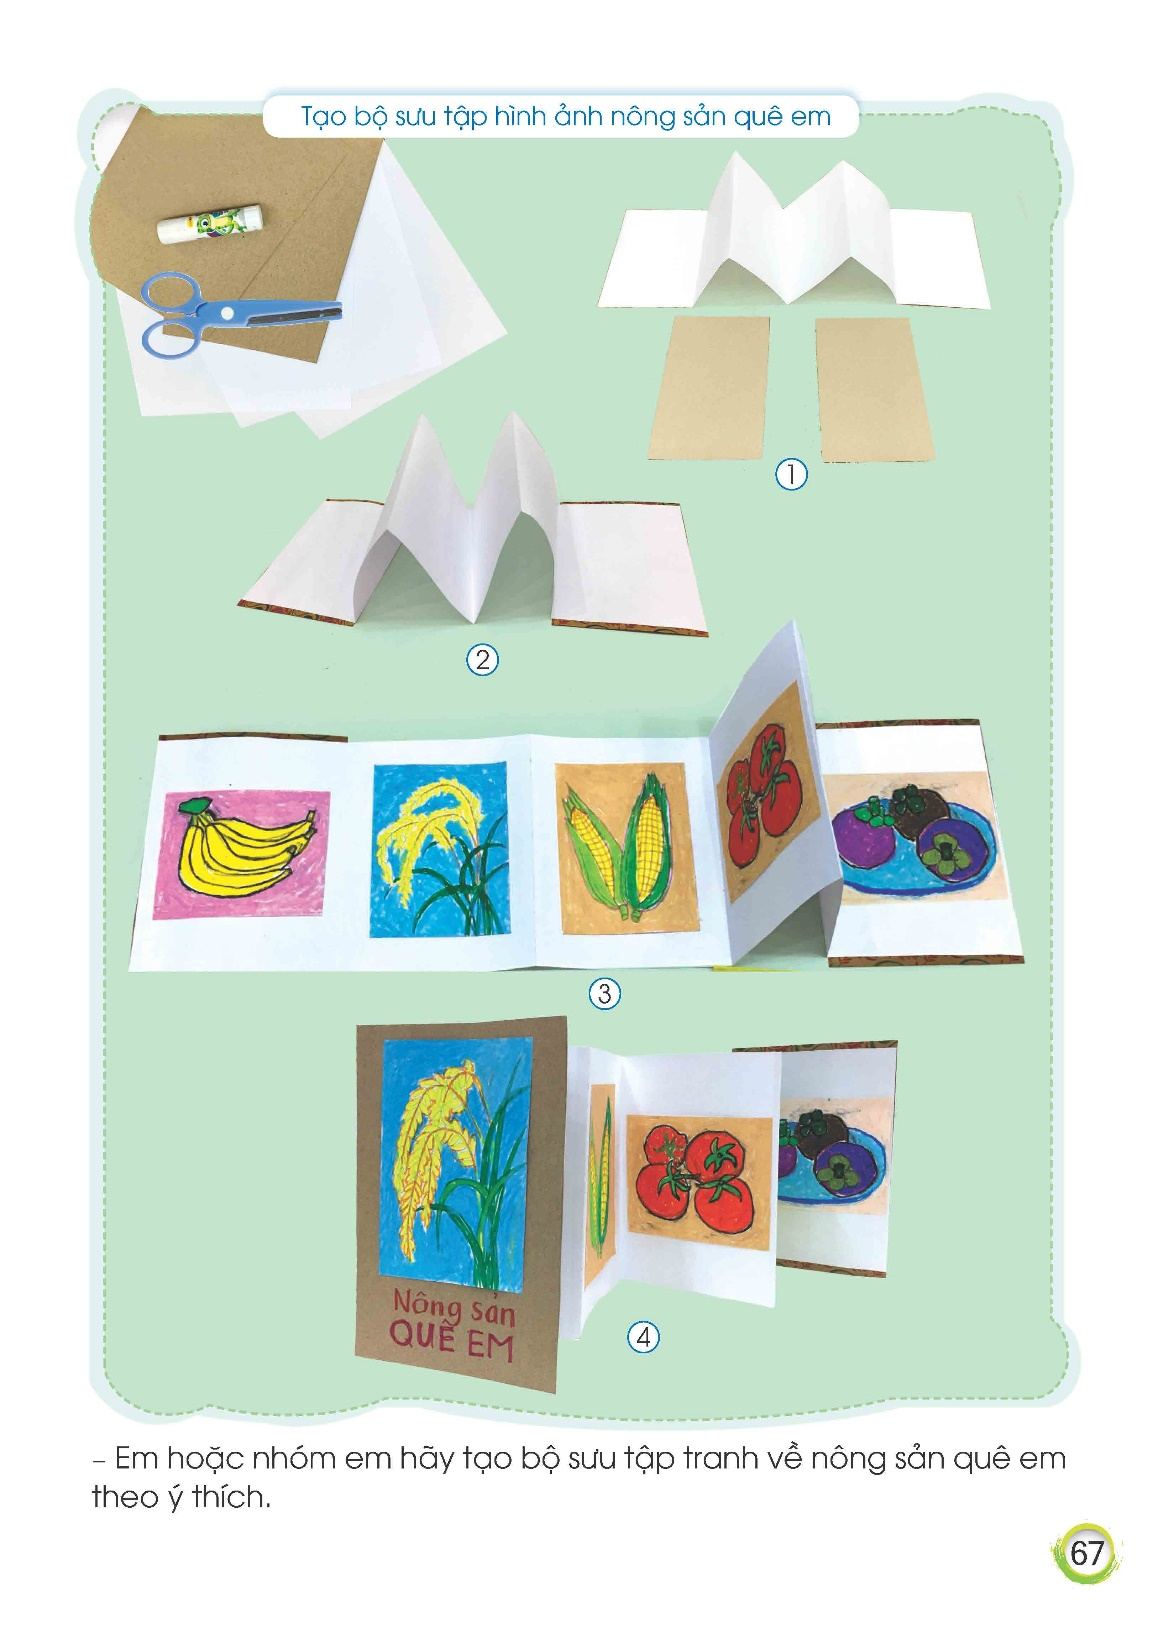 Tạo bộ sưu tập hình ảnh nông sản quê em
1
2
3
Nông sản
QUÊ EM
4
– Em hoặc nhóm em hãy tạo bộ sưu tập tranh về nông sản quê em
theo ý thích.
67